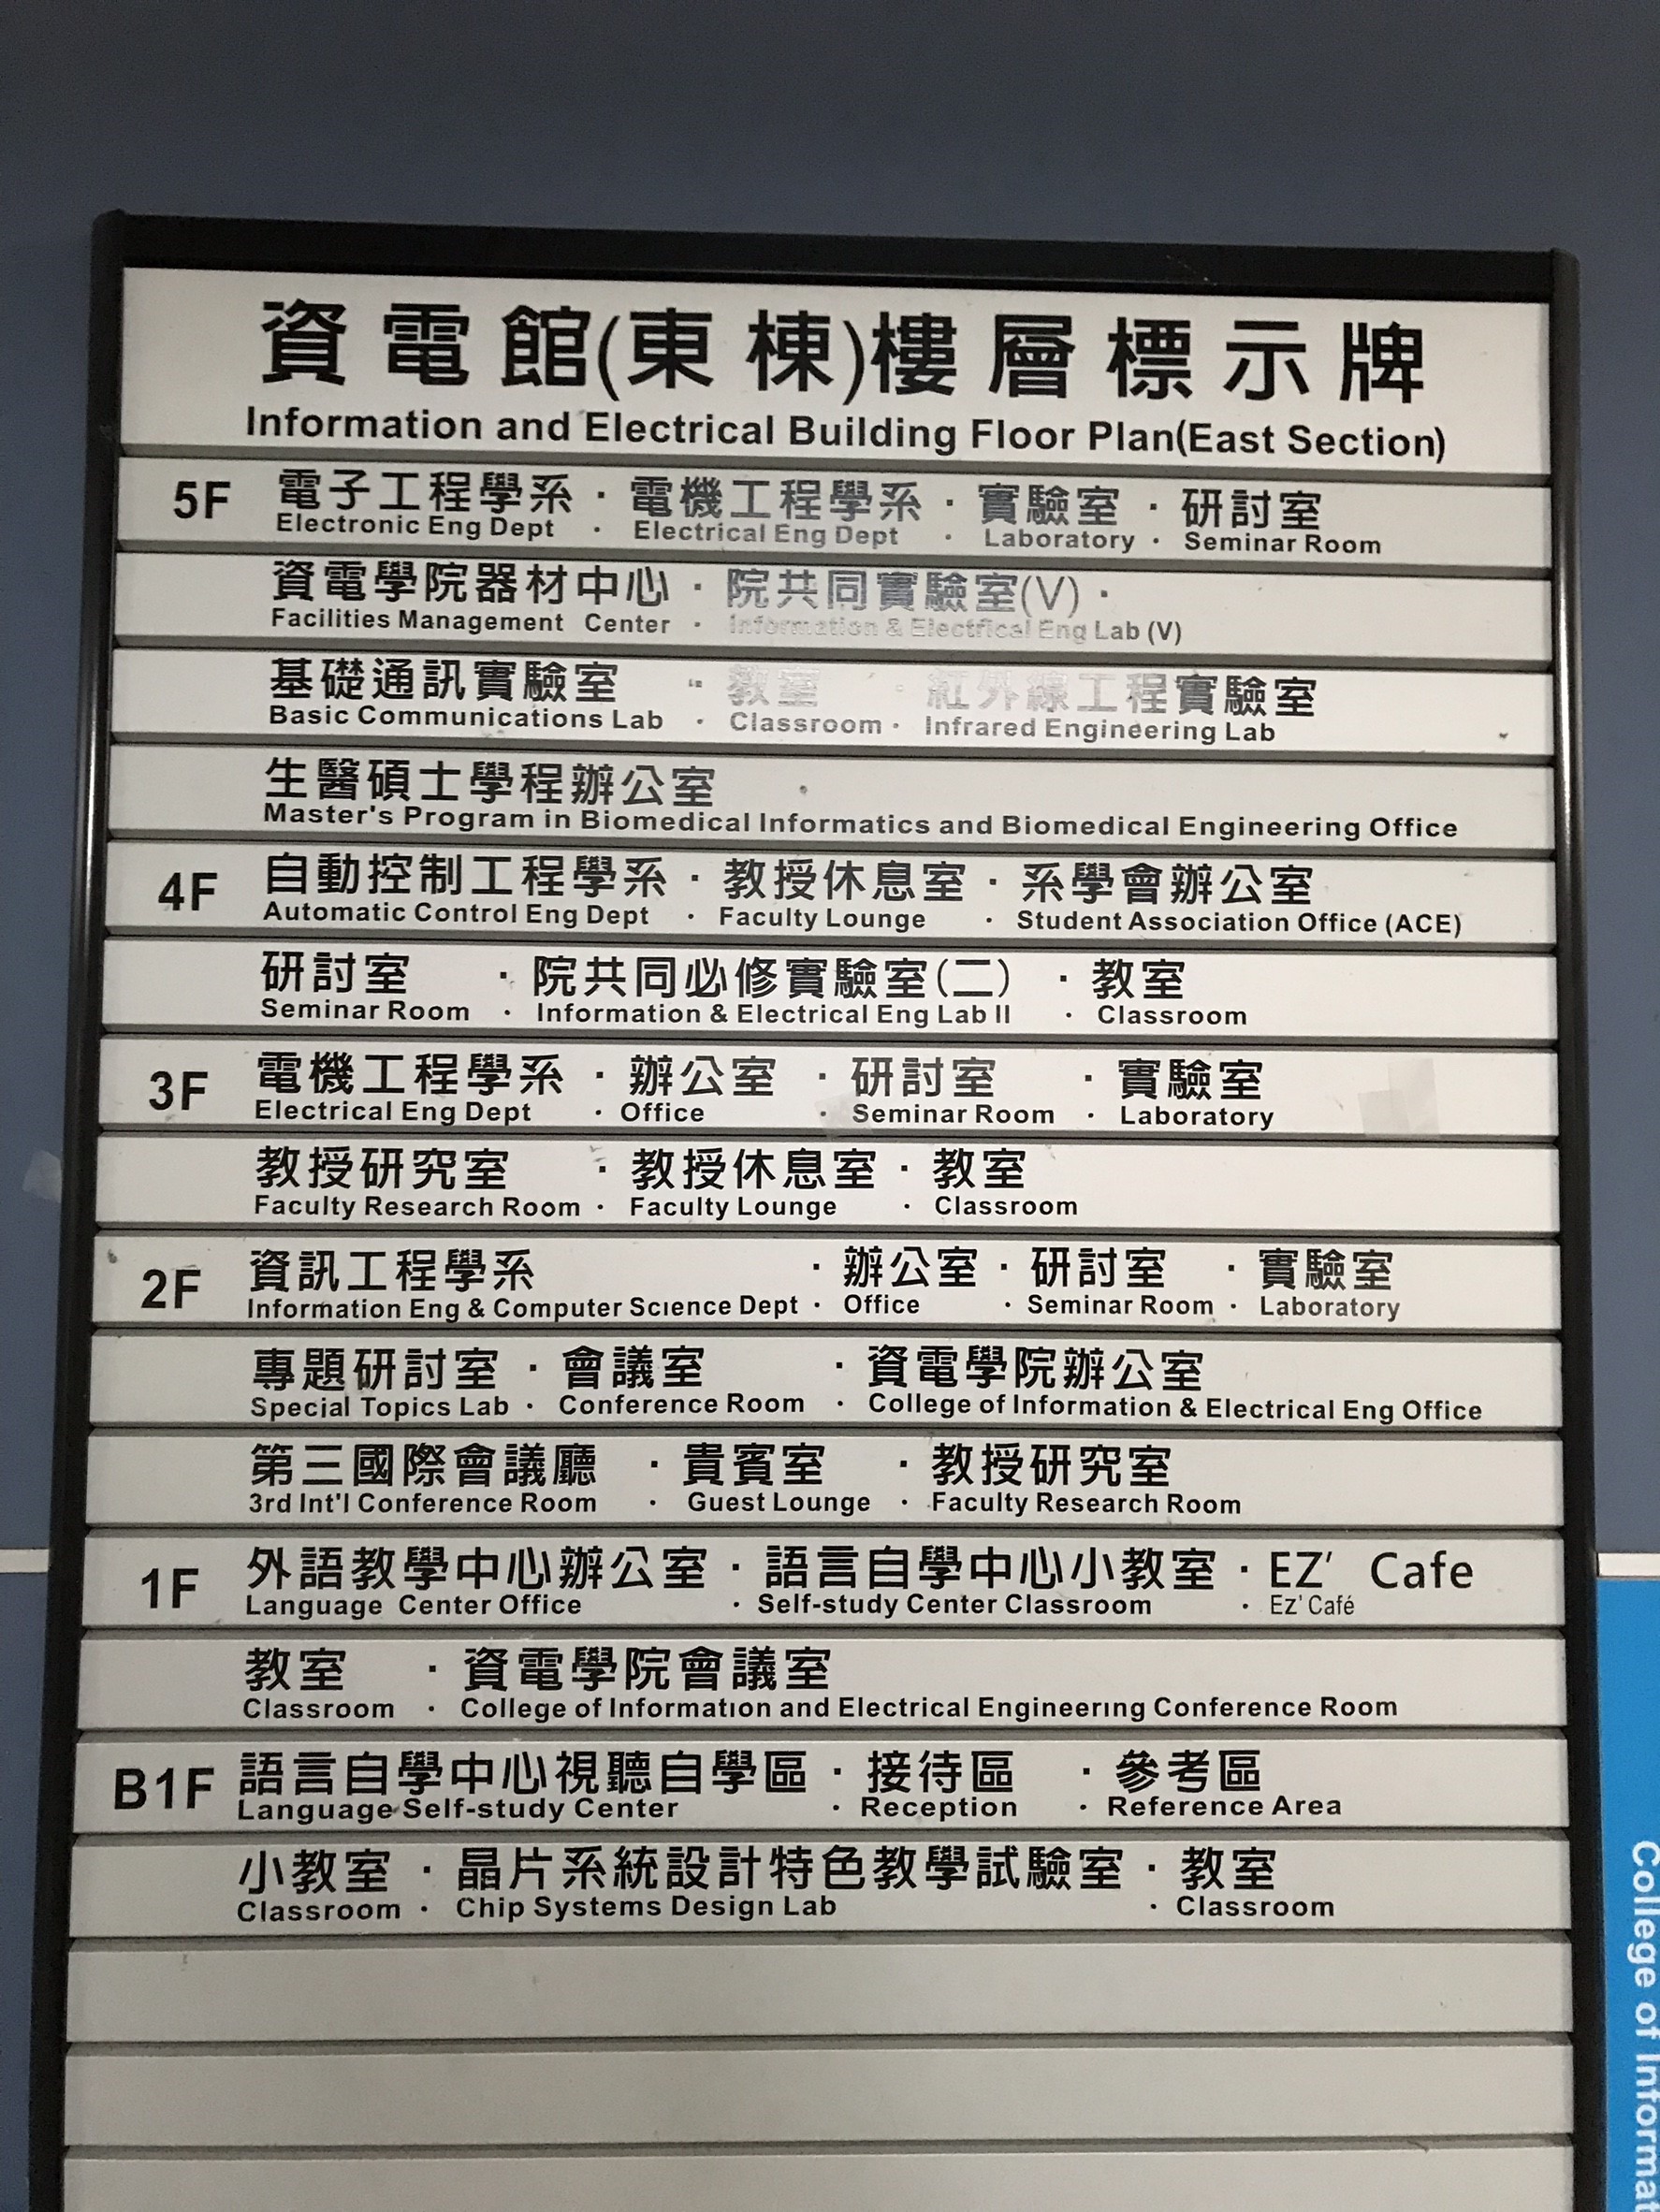 資電館(東棟)樓層標示牌
Information and Electrical Building Floor Plan(East Section)
5F 電子工程學系 · 電機工程學系 · 實驗室 · 研討室
Electronic Eng Dept · Electrical Eng Dept · Laboratory · Seminar Room
資電學院器材中心 · 院共同實驗室(V) ·
Facilities Management Center · Information & Electrical Eng Lab (V)
基礎通訊實驗室 · 教室 · 紅外線工程實驗室
Basic Communications Lab · Classroom · Infrared Engineering Lab
生醫碩士學程辦公室
Master's Program in Biomedical Informatics and Biomedical Engineering Office
4F 自動控制工程學系 · 教授休息室 · 系學會辦公室
Automatic Control Eng Dept · Faculty Lounge · Student Association Office (ACE)
研討室 · 院共同必修實驗室(二) · 教室
Seminar Room · Information & Electrical Eng Lab II · Classroom
3F 電機工程學系 · 辦公室 · 研討室 · 實驗室
Electrical Eng Dept · Office · Seminar Room · Laboratory
教授研究室 · 教授休息室 · 教室
Faculty Research Room · Faculty Lounge · Classroom
2F 資訊工程學系 · 辦公室 · 研討室 · 實驗室
Information Eng & Computer Science Dept · Office · Seminar Room · Laboratory
專題研討室 · 會議室 · 資電學院辦公室
Special Topics Lab · Conference Room · College of Information & Electrical Eng Office
第三國際會議廳 · 貴賓室 · 教授研究室
3rd Int'l Conference Room · Guest Lounge · Faculty Research Room
1F 外語教學中心辦公室 · 語言自學中心小教室 · EZ' Cafe
Language Center Office · Self-study Center Classroom · Ez' Café
教室 · 資電學院會議室
Classroom · College of Information and Electrical Engineering Conference Room
B1F 語言自學中心視聽自學區 · 接待區 · 參考區
Language Self-study Center · Reception · Reference Area
小教室 · 晶片系統設計特色教學試驗室 · 教室
Classroom · Chip Systems Design Lab · Classroom
College of Informat